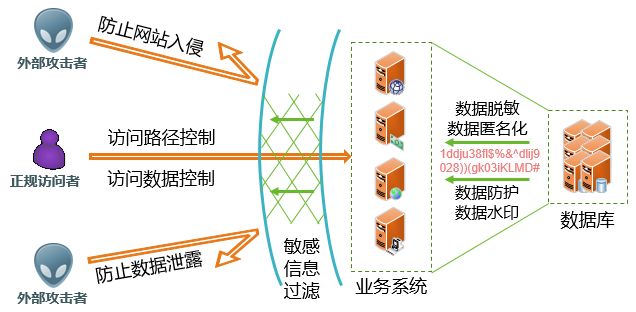 防止网站入侵
外部攻击者
访问路径控制
正规访问者
访问数据控制
防止数据泄露
外部攻击者
敏感
信息
过滤
业务系统
数据脱敏
数据匿名化
1ddju38fl$%&^dlij9
028))(gk03iKLMD#
数据防护
数据水印
数据库